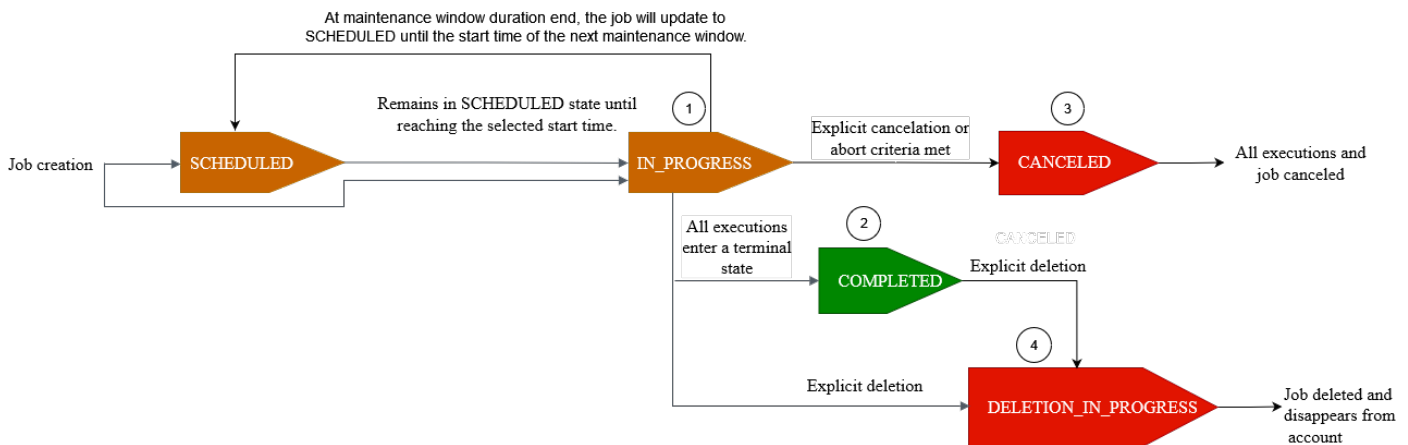 At maintenance window duration end, the job will update to
SCHEDULED until the start time of the next maintenance window.
Remains in SCHEDULED state until
reaching the selected start time.
1
3
Job creation
SCHEDULED
IN_PROGRESS
Explicit cancelation or
abort criteria met
CANCELED
All executions and
job canceled
All executions
enter a terminal
state
2
CANCELED
COMPLETED
Explicit deletion
4
Explicit deletion
DELETION_IN_PROGRESS
Job deleted and
disappears from
account